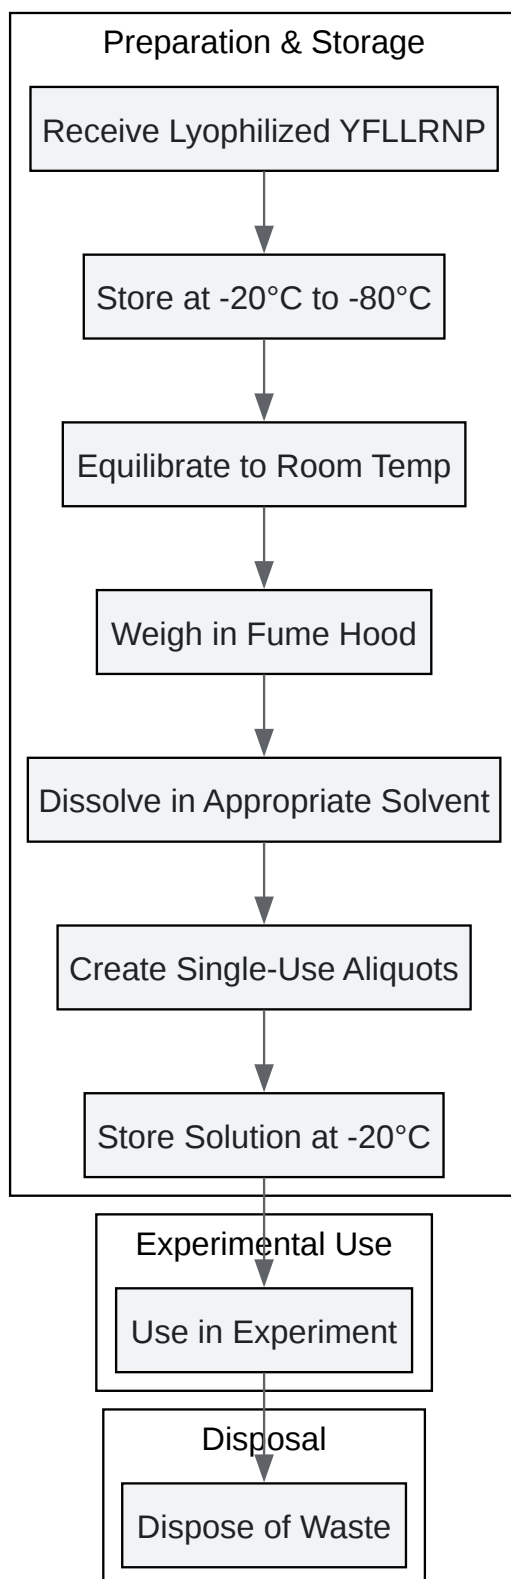 Preparation & Storage
Receive Lyophilized YFLLRNP
Store at -20°C to -80°C
Equilibrate to Room Temp
Weigh in Fume Hood
Dissolve in Appropriate Solvent
Create Single-Use Aliquots
Store Solution at -20°C
Experimental Use
Use in Experiment
Disposal
Dispose of Waste